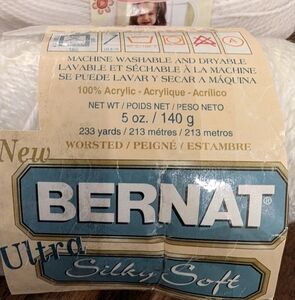 MACHINE WASHABLE AND DRYABLE
LAVABLE ET SÉCHABLE À LA MACHINE
SE PUEDE LAVAR Y SECAR A MÁQUINA
100% Acrylic - Acrylique - Acrílico
NET WT / POIDS NET / PESO NETO
5 oz. / 140 g
233 yards / 213 métres / 213 metros
WORSTED / PEIGNÉ / ESTAMBRE
New
BERNAT®
Ultra
Silky Soft